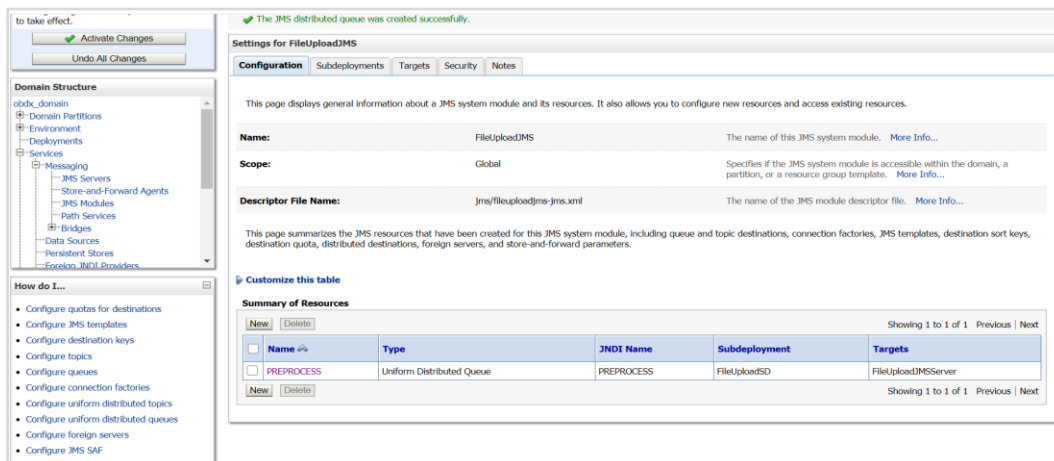 to take effect.
Activate Changes
Undo All Changes
Domain Structure
obdx_domain
Domain Partitions
Environment
Deployments
Services
Messaging
JMS Servers
Store-and-Forward Agents
JMS Modules
Path Services
Bridges
Data Sources
Persistent Stores
Foreign JNDI Providers
How do I...
Configure quotas for destinations
Configure JMS templates
Configure destination keys
Configure topics
Configure queues
Configure connection factories
Configure uniform distributed topics
Configure uniform distributed queues
Configure foreign servers
Configure JMS SAF
The JMS distributed queue was created successfully.
Settings for FileUploadJMS
Configuration Subdeployments Targets Security Notes
This page displays general information about a JMS system module and its resources. It also allows you to configure new resources and access existing resources.
Name: FileUploadJMS The name of this JMS system module. More Info...
Scope: Global Specifies if the JMS system module is accessible within the domain, a
partition, or a resource group template. More Info...
Descriptor File Name: jms/fileuploadjms-jms.xml The name of the JMS module descriptor file. More Info...
This page summarizes the JMS resources that have been created for this JMS system module, including queue and topic destinations, connection factories, JMS templates, destination sort keys,
destination quota, distributed destinations, foreign servers, and store-and-forward parameters.
Customize this table
Summary of Resources
New Delete Showing 1 to 1 of 1 Previous | Next
Name Type JNDI Name Subdeployment Targets
PREPROCESS Uniform Distributed Queue PREPROCESS FileUploadSD FileUploadJMSServer
New Delete Showing 1 to 1 of 1 Previous | Next